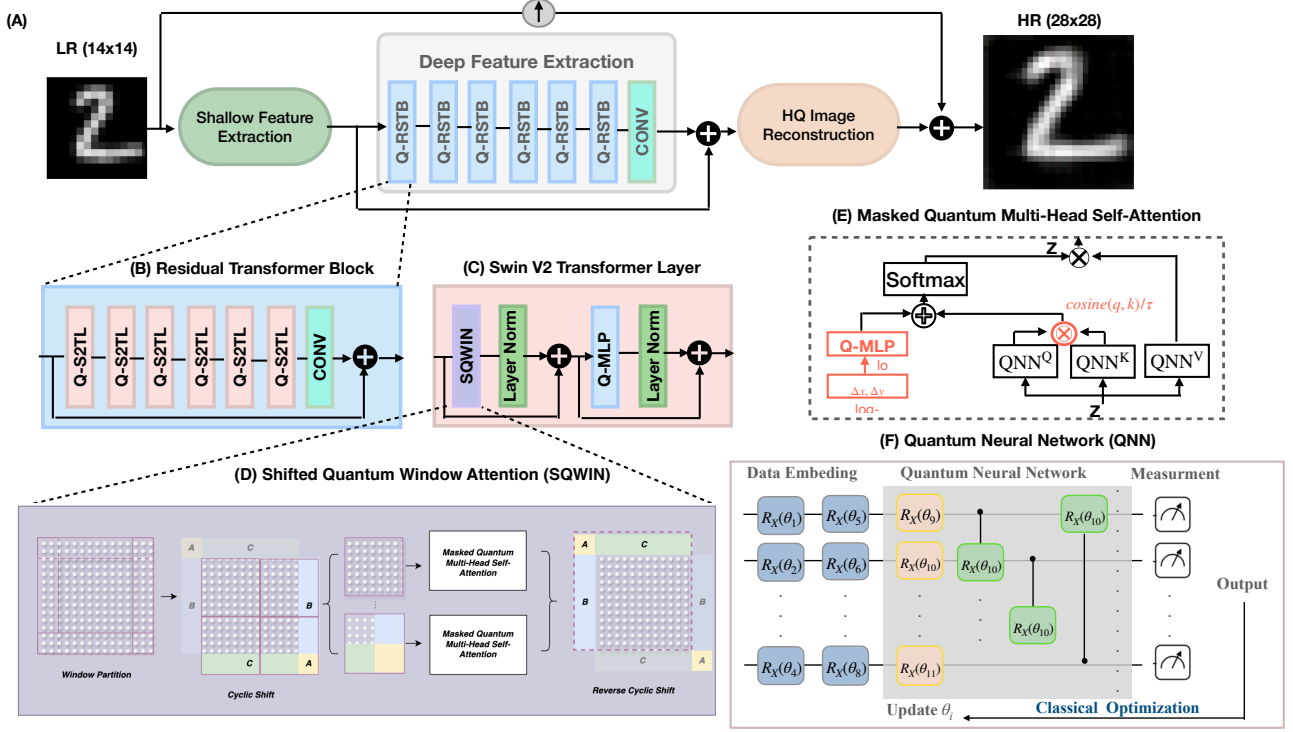 (A)
LR (14x14)
HR (28x28)
Deep Feature Extraction
Shallow Feature
Extraction
Q-RSTB
Q-RSTB
Q-RSTB
Q-RSTB
Q-RSTB
Q-RSTB
CONV
HQ Image
Reconstruction
(B) Residual Transformer Block
Q-S2TL
Q-S2TL
Q-S2TL
Q-S2TL
Q-S2TL
Q-S2TL
CONV
(C) Swin V2 Transformer Layer
SQWIN
Layer Norm
Q-MLP
Layer Norm
(E) Masked Quantum Multi-Head Self-Attention
Z
Softmax
cosine(q, k)/τ
Q-MLP
lo
Δx, Δy
log-
QNN^Q
QNN^K
QNN^V
Z
(D) Shifted Quantum Window Attention (SQWIN)
A
C
B
B
C
A
Window Partition
Cyclic Shift
Masked Quantum
Multi-Head Self-
Attention
Masked Quantum
Multi-Head Self-
Attention
A
C
B
B
C
A
Reverse Cyclic Shift
(F) Quantum Neural Network (QNN)
Data Embeding
Quantum Neural Network
Measurment
R_X(θ_1)
R_X(θ_5)
R_X(θ_9)
R_X(θ_10)
R_X(θ_2)
R_X(θ_6)
R_X(θ_10)
R_X(θ_10)
R_X(θ_10)
R_X(θ_4)
R_X(θ_8)
R_X(θ_11)
Output
Update θ_i
Classical Optimization